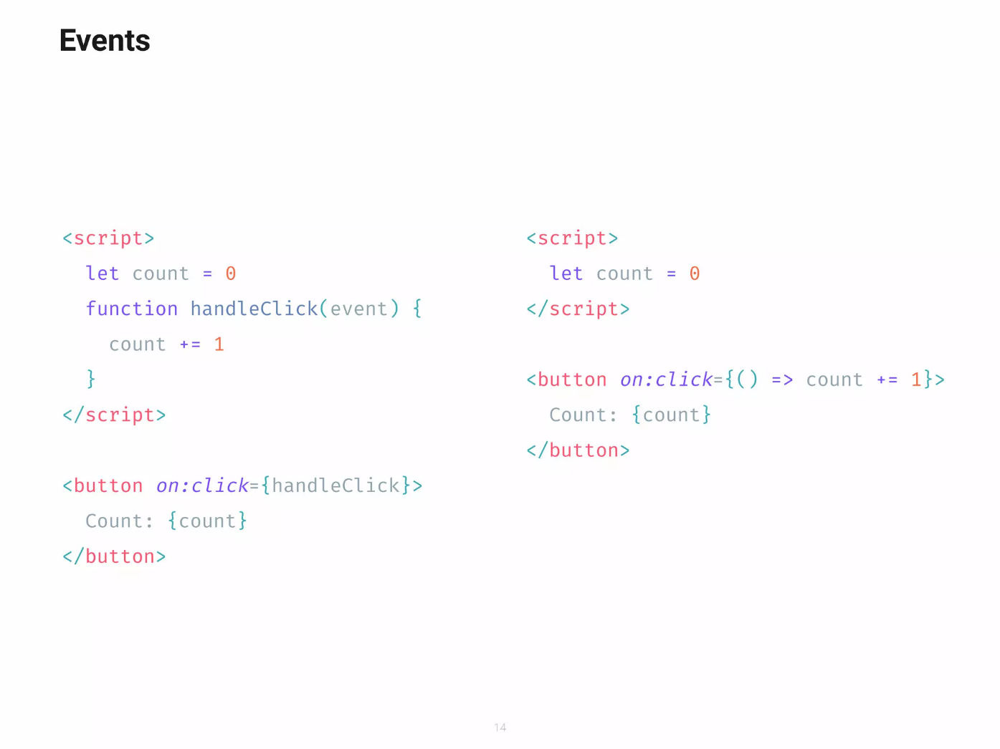 Events
<script>
  let count = 0
  function handleClick(event) {
    count += 1
  }
</script>
<button on:click={handleClick}>
  Count: {count}
</button>
<script>
  let count = 0
</script>
<button on:click={() => count += 1}>
  Count: {count}
</button>
14